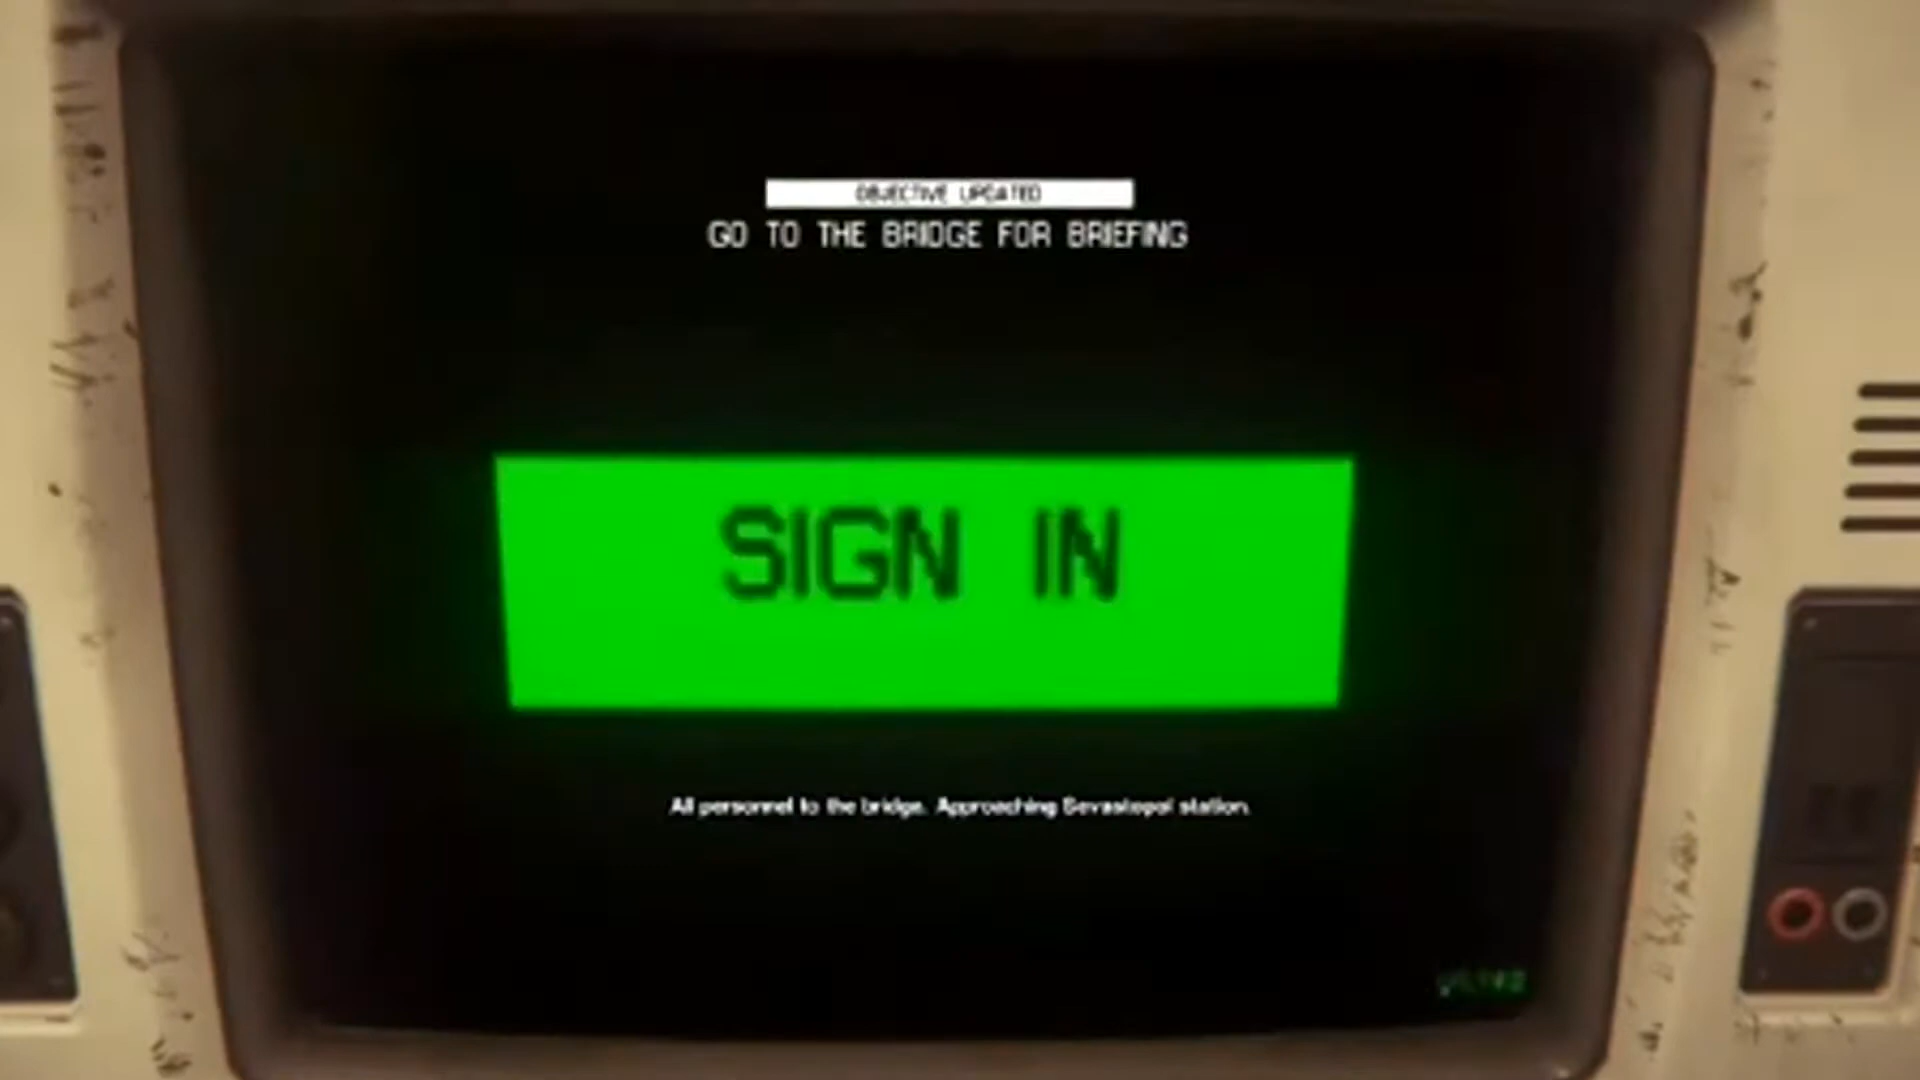 OBJECTIVE UPDATED
GO TO THE BRIDGE FOR BRIEFING
SIGN IN
All personnel to the bridge. Approaching Sevastopol station.